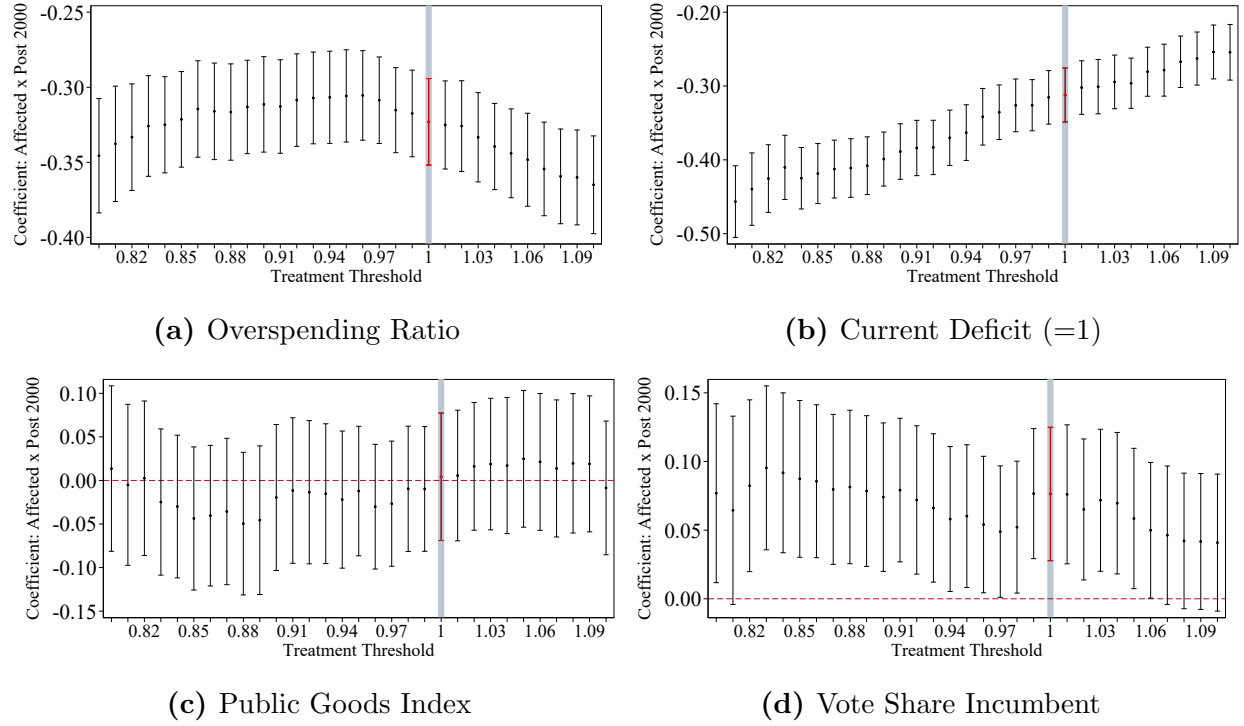 -0.25
-0.30
-0.35
-0.40
Coefficient: Affected x Post 2000
0.82 0.85 0.88 0.91 0.94 0.97 1 1.03 1.06 1.09
Treatment Threshold
(a) Overspending Ratio
-0.20
-0.30
-0.40
-0.50
Coefficient: Affected x Post 2000
0.82 0.85 0.88 0.91 0.94 0.97 1 1.03 1.06 1.09
Treatment Threshold
(b) Current Deficit (=1)
0.10
0.05
0.00
-0.05
-0.10
-0.15
Coefficient: Affected x Post 2000
0.82 0.85 0.88 0.91 0.94 0.97 1 1.03 1.06 1.09
Treatment Threshold
(c) Public Goods Index
0.15
0.10
0.05
0.00
Coefficient: Affected x Post 2000
0.82 0.85 0.88 0.91 0.94 0.97 1 1.03 1.06 1.09
Treatment Threshold
(d) Vote Share Incumbent